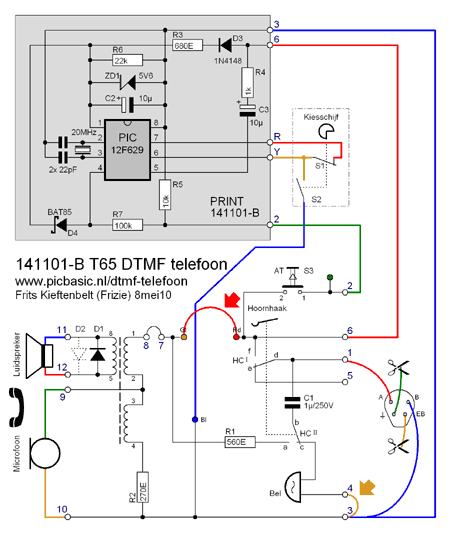 R3
680E
D3
1N4148
3
6
R6
22k
ZD1
5V6
R4
1k
C2+
10µ
+
C3
10µ
Kiesschijf
20MHz
PIC
12F629
1
8
2
7
3
6
4
5
2x 22pF
R
Y
S1
S2
R5
10k
PRINT
141101-B
BAT85
D4
R7
100k
2
141101-B T65 DTMF telefoon
www.picbasic.nl/dtmf-telefoon
Frits Kieftenbelt (Frizie) 8mei10
AT
S3
2
1
2
Hoornhaak
Luidspreker
11
D2
D1
12
8
5
1
2
8
7
Gl
Rd
6
HC I
f
e
d
1
5
9
3
4
C1
1µ/250V
A
B
EB
Microfoon
Bl
R1
560E
b
HC II
a
c
R2
270E
Bel
4
10
3